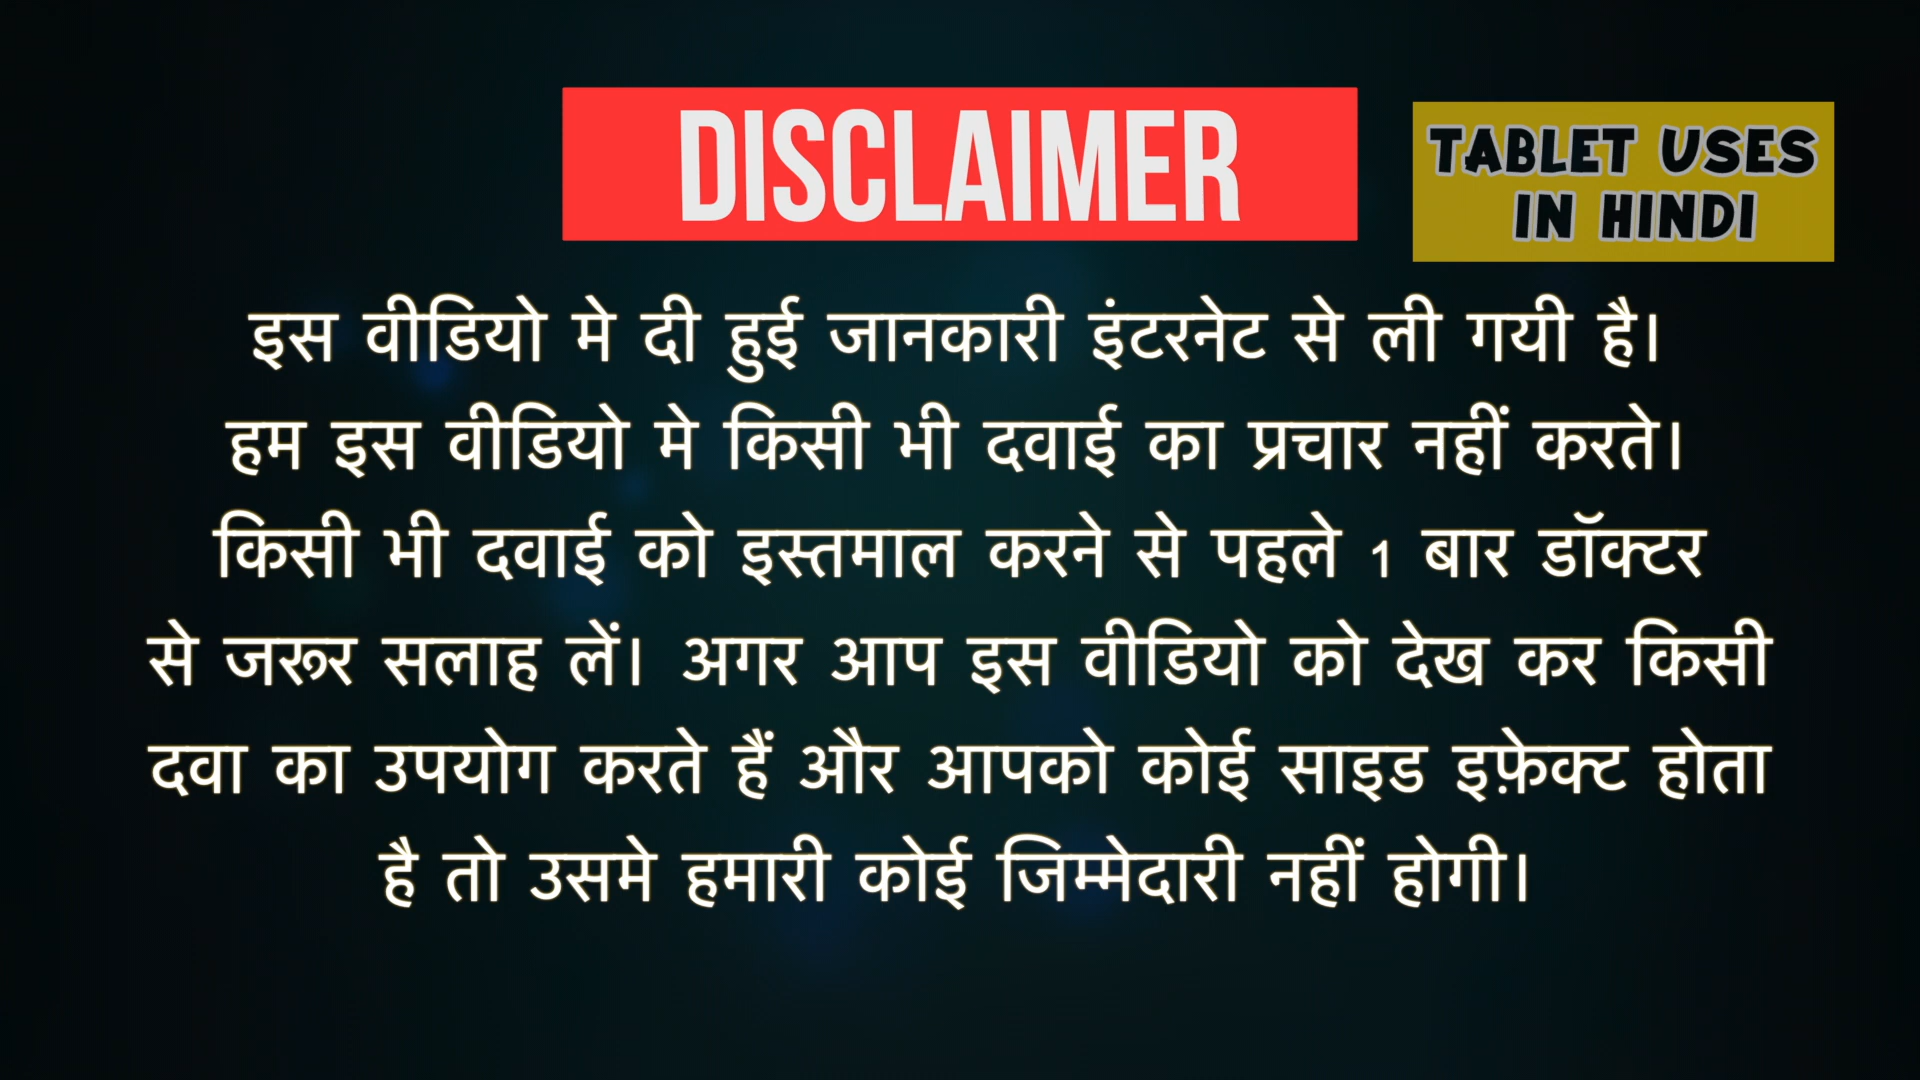 DISCLAIMER
TABLET USES
IN HINDI
इस वीडियो मे दी हुई जानकारी इंटरनेट से ली गयी है।
हम इस वीडियो मे किसी भी दवाई का प्रचार नहीं करते।
किसी भी दवाई को इस्तमाल करने से पहले 1 बार डॉक्टर
से जरूर सलाह लें। अगर आप इस वीडियो को देख कर किसी
दवा का उपयोग करते हैं और आपको कोई साइड इफ़ेक्ट होता
है तो उसमे हमारी कोई जिम्मेदारी नहीं होगी।